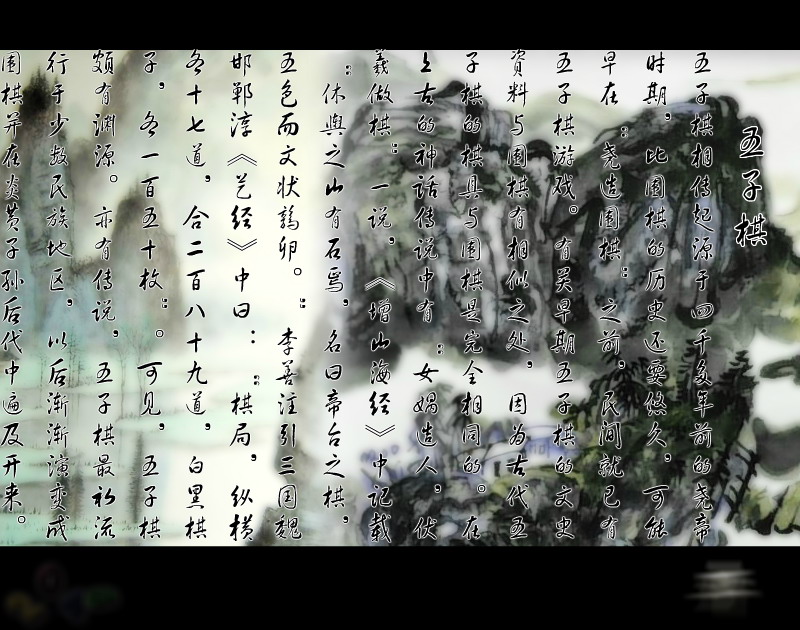 五子棋
五子棋相传起源于四千多年前的尧帝
时期，比围棋的历史还要悠久，可能
早在：尧造围棋：之前，民间就已有
五子棋游戏。有关早期五子棋的文史
资料与围棋有相似之处，因为古代五
子棋的棋具与围棋是完全相同的。在
上古的神话传说中有：女娲造人，伏
羲做棋：一说，《增山海经》中记载
：休舆之山有石焉，名曰帝台之棋，
五色而文状鹑卵。：李善注引三国魏
邯郸淳《艺经》中曰：：棋局，纵横
各十七道，合二百八十九道，白黑棋
子，各一百五十枚：。可见，五子棋
颇有渊源。亦有传说，五子棋最初流
行于少数民族地区，以后渐渐演变成
围棋并在炎黄子孙后代中遍及开来。